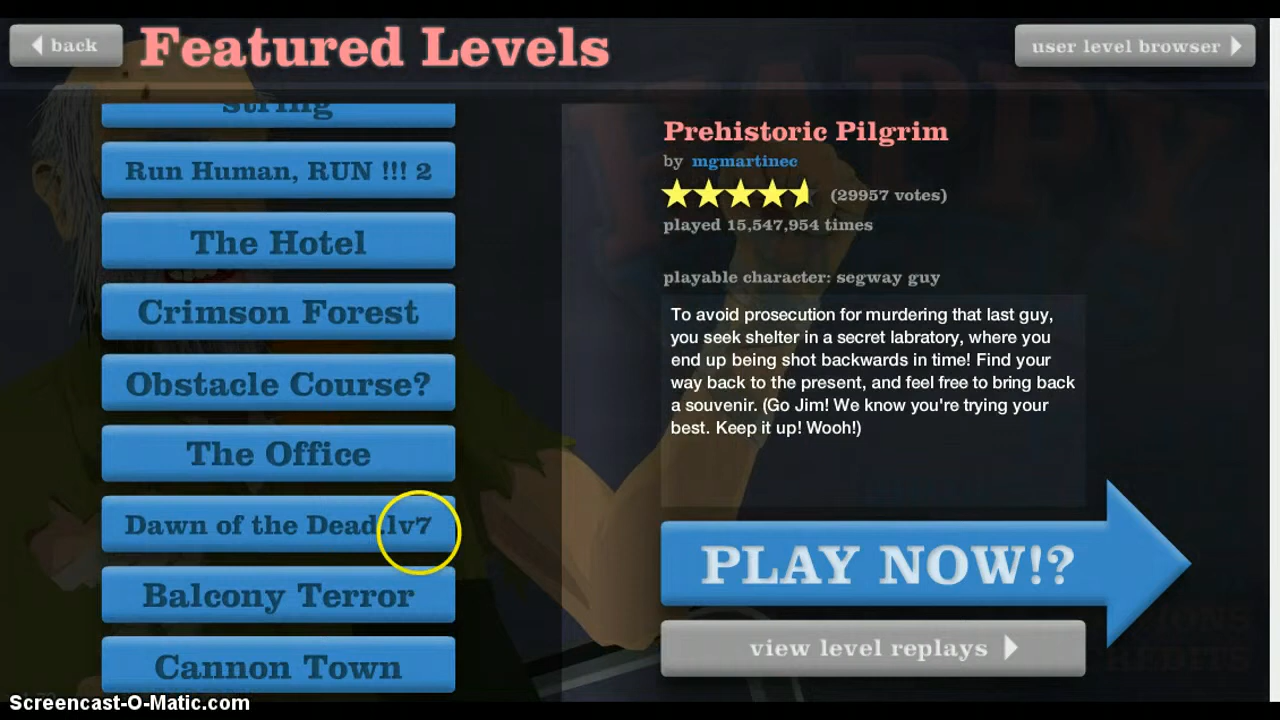 back
Featured Levels
user level browser
string
Run Human, RUN !!! 2
The Hotel
Crimson Forest
Obstacle Course?
The Office
Dawn of the Dead.lv7
Balcony Terror
Cannon Town
Prehistoric Pilgrim
by mgmartinec
(29957 votes)
played 15,547,954 times
playable character: segway guy
To avoid prosecution for murdering that last guy,
you seek shelter in a secret labratory, where you
end up being shot backwards in time! Find your
way back to the present, and feel free to bring back
a souvenir. (Go Jim! We know you're trying your
best. Keep it up! Wooh!)
PLAY NOW!?
view level replays
Screencast-O-Matic.com